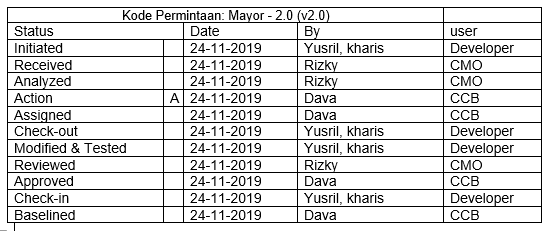 Kode Permintaan: Mayor - 2.0 (v2.0)
Status Date By user
Initiated 24-11-2019 Yusril, kharis Developer
Received 24-11-2019 Rizky CMO
Analyzed 24-11-2019 Rizky CMO
Action A 24-11-2019 Dava CCB
Assigned 24-11-2019 Dava CCB
Check-out 24-11-2019 Yusril, kharis Developer
Modified & Tested 24-11-2019 Yusril, kharis Developer
Reviewed 24-11-2019 Rizky CMO
Approved 24-11-2019 Dava CCB
Check-in 24-11-2019 Yusril, kharis Developer
Baselined 24-11-2019 Dava CCB